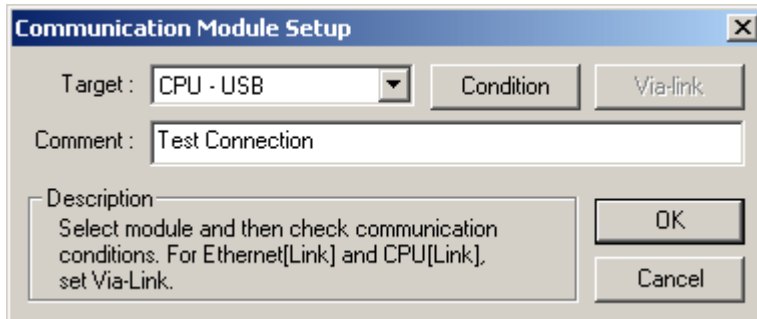 Communication Module Setup
Target : CPU - USB Condition Via-link
Comment : Test Connection
Description
Select module and then check communication
conditions. For Ethernet[Link] and CPU[Link],
set Via-Link.
OK
Cancel